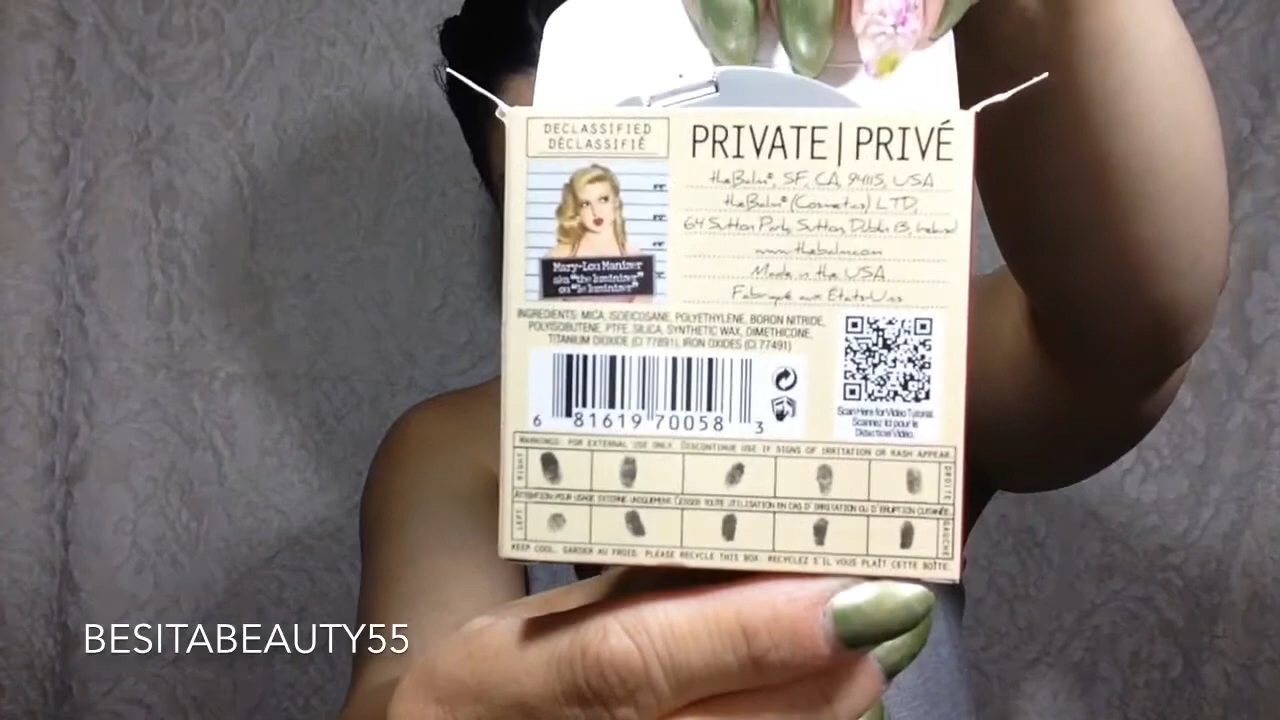 DECLASSIFIED
DÉCLASSIFIÉ
PRIVATE | PRIVÉ
theBalm®, SF, CA, 94115, USA
theBalm® (Cosmetics) LTD,
64 Sutton Park, Sutton, Dublin 13, Ireland
www.thebalm.com
Made in the USA
Fabriqué aux États-Unis
Mary-Lou Manizer
aka "the luminizer"
ou "le luminizer"
INGREDIENTS: MICA, ISOEICOSANE, POLYETHYLENE, BORON NITRIDE,
POLYISOBUTENE, PTFE, SILICA, SYNTHETIC WAX, DIMETHICONE,
TITANIUM DIOXIDE (CI 77891), IRON OXIDES (CI 77491)
6 81619 70058 3
Scan Here for Video Tutorial.
Scannez Ici pour le
Didacticiel Video.
WARNINGS: FOR EXTERNAL USE ONLY. DISCONTINUE USE IF SIGNS OF IRRITATION OR RASH APPEAR.
RIGHT
DROITE
ATTENTION: POUR USAGE EXTERNE UNIQUEMENT. CESSER TOUTE UTILISATION EN CAS D'IRRITATION OU D'ÉRUPTION CUTANÉE.
LEFT
GAUCHE
KEEP COOL. GARDER AU FROID. PLEASE RECYCLE THIS BOX. RECYCLEZ S'IL VOUS PLAÎT CETTE BOÎTE.
BESITABEAUTY55